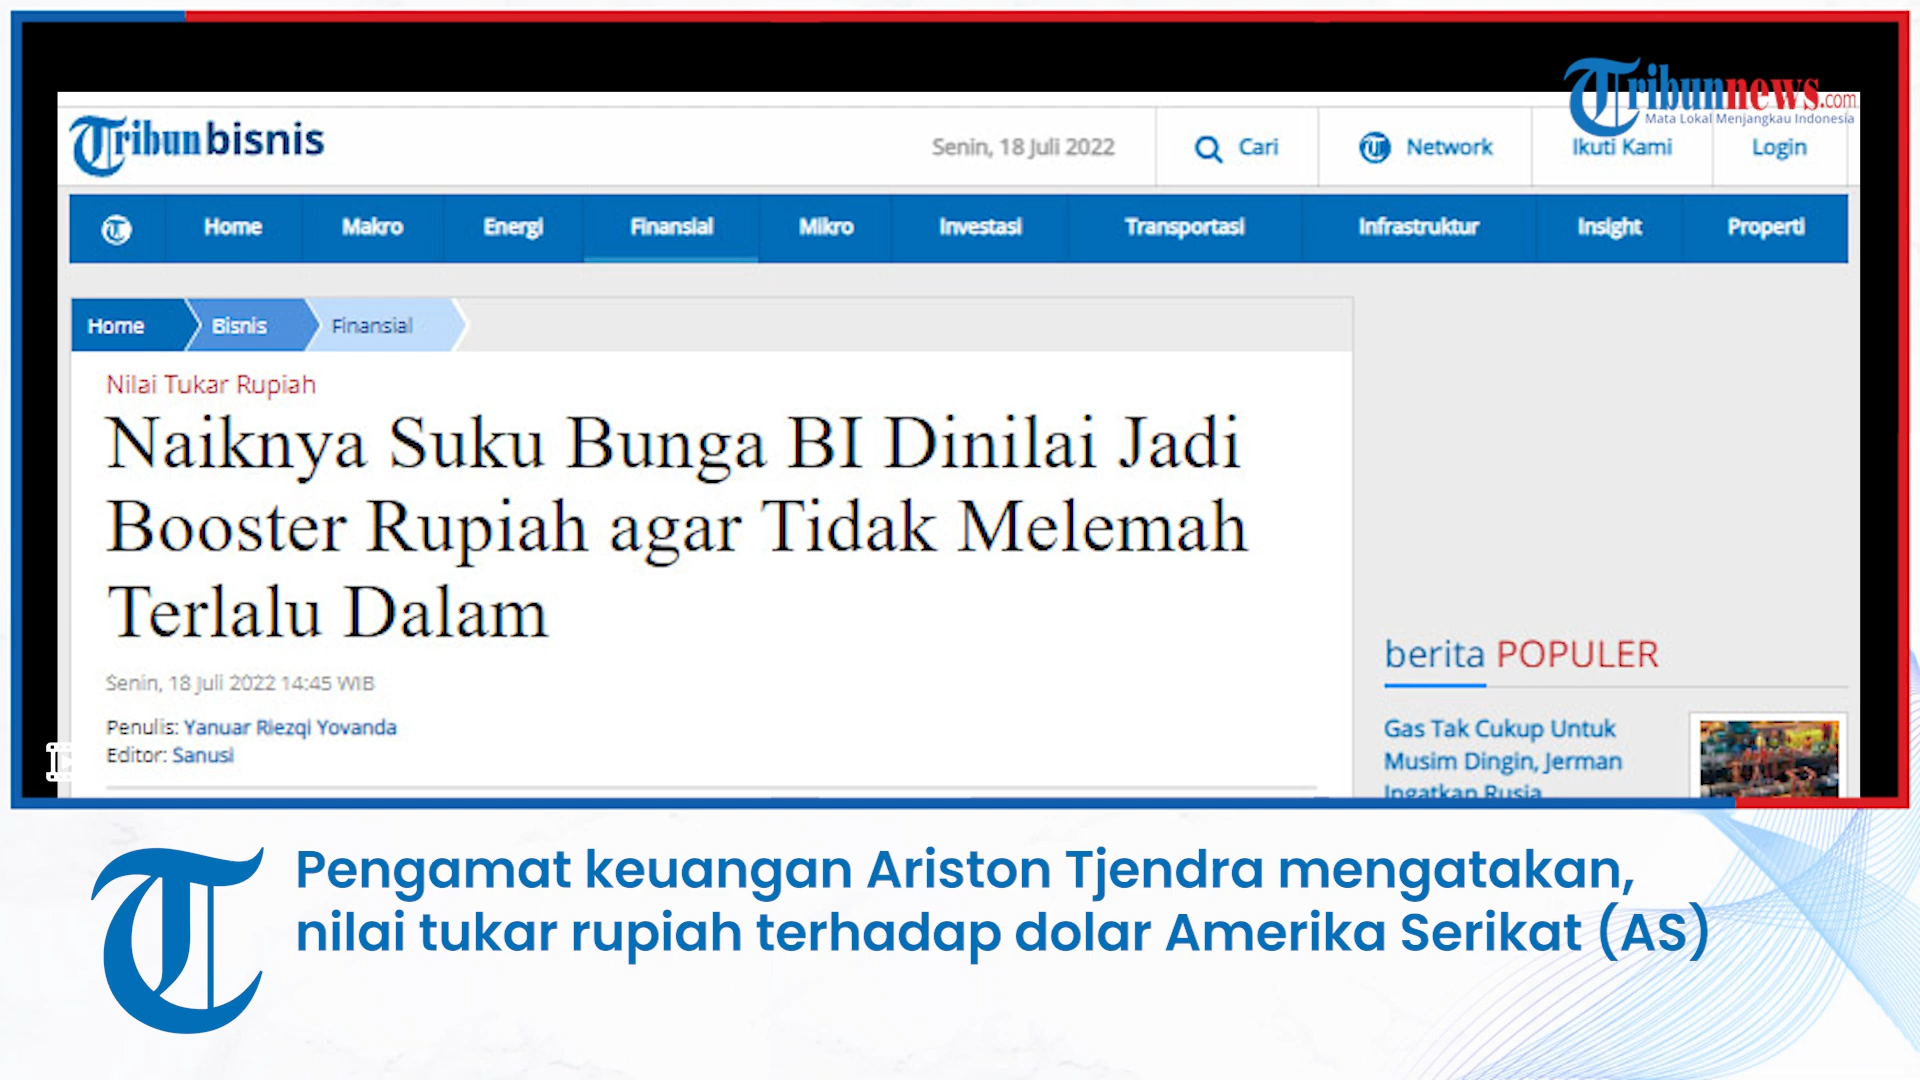 Tribunnews.com
Mata Lokal Menjangkau Indonesia
Tribunbisnis
Senin, 18 Juli 2022
Cari
Network
Ikuti Kami
Login
Home
Makro
Energi
Finansial
Mikro
Investasi
Transportasi
Infrastruktur
Insight
Properti
Home
Bisnis
Finansial
Nilai Tukar Rupiah
Naiknya Suku Bunga BI Dinilai Jadi
Booster Rupiah agar Tidak Melemah
Terlalu Dalam
Senin, 18 Juli 2022 14:45 WIB
Penulis: Yanuar Riezqi Yovanda
Editor: Sanusi
berita POPULER
Gas Tak Cukup Untuk
Musim Dingin, Jerman
Ingatkan Rusia
Pengamat keuangan Ariston Tjendra mengatakan,
nilai tukar rupiah terhadap dolar Amerika Serikat (AS)